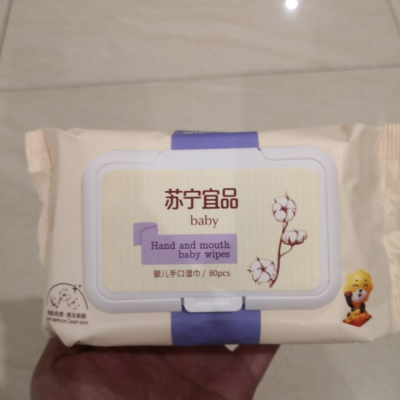 苏宁宜品
baby
Hand and mouth
baby wipes
婴儿手口湿巾 / 80pcs